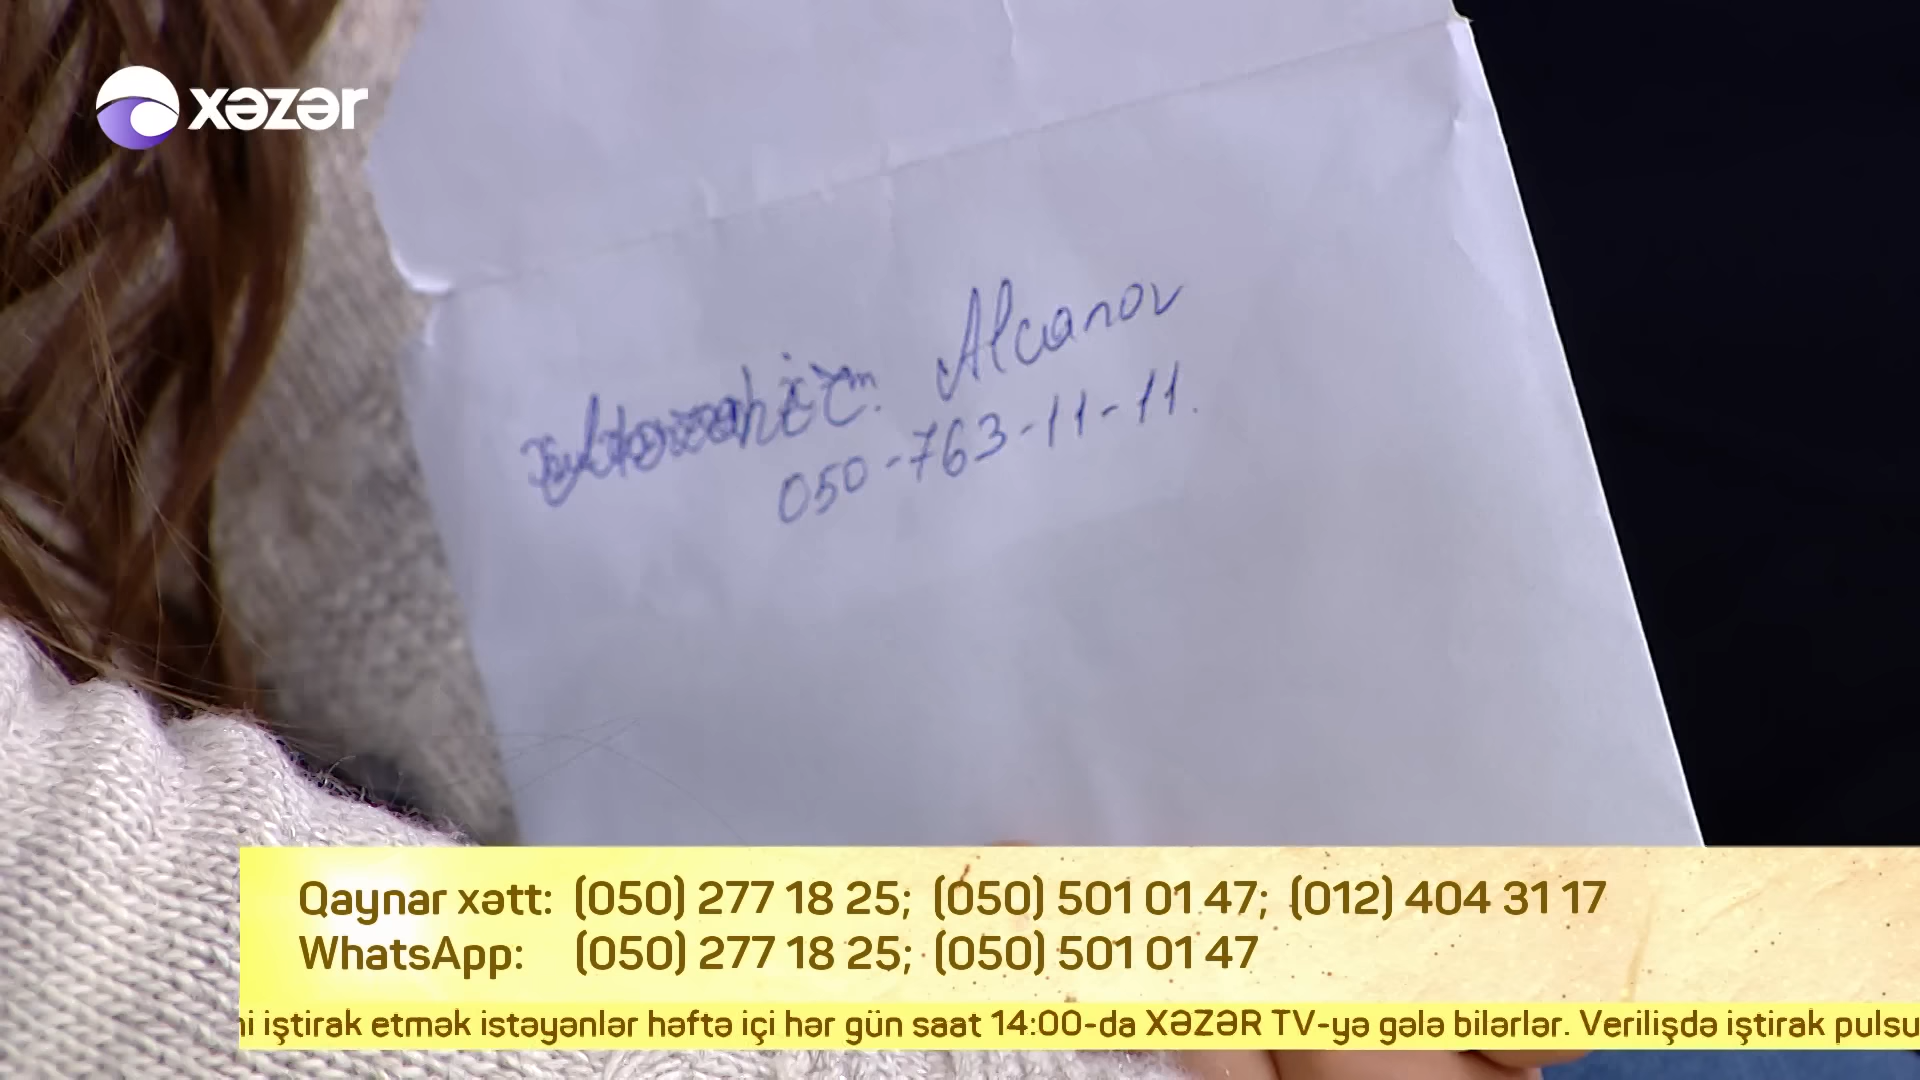 xəzər
Alcanov
050-763-11-11.
Qaynar xətt: (050) 277 18 25; (050) 501 01 47; (012) 404 31 17
WhatsApp: (050) 277 18 25; (050) 501 01 47
iştirak etmək istəyənlər həftə içi hər gün saat 14:00-da XƏZƏR TV-yə gələ bilərlər. Verilişdə iştirak pulsu